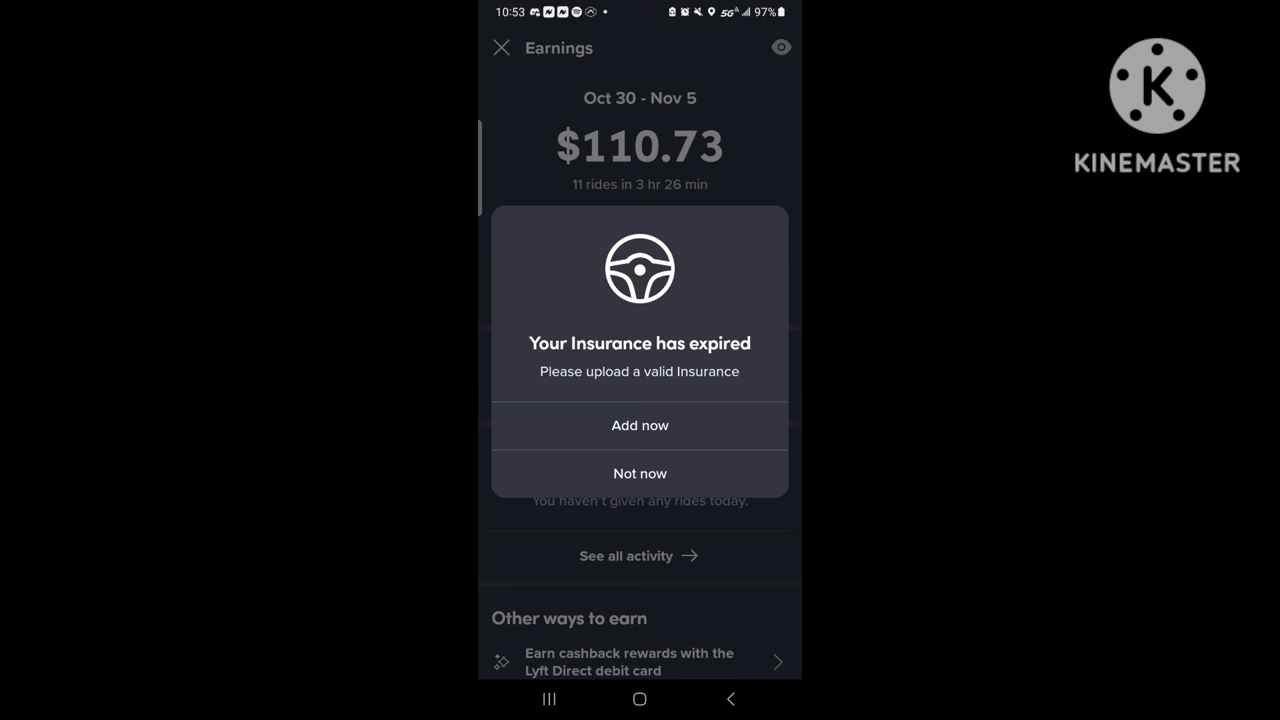 10:53
5G
97%
Earnings
Oct 30 - Nov 5
$110.73
11 rides in 3 hr 26 min
Your Insurance has expired
Please upload a valid Insurance
Add now
Not now
You haven't given any rides today.
See all activity
Other ways to earn
Earn cashback rewards with the
Lyft Direct debit card
K
KINEMASTER